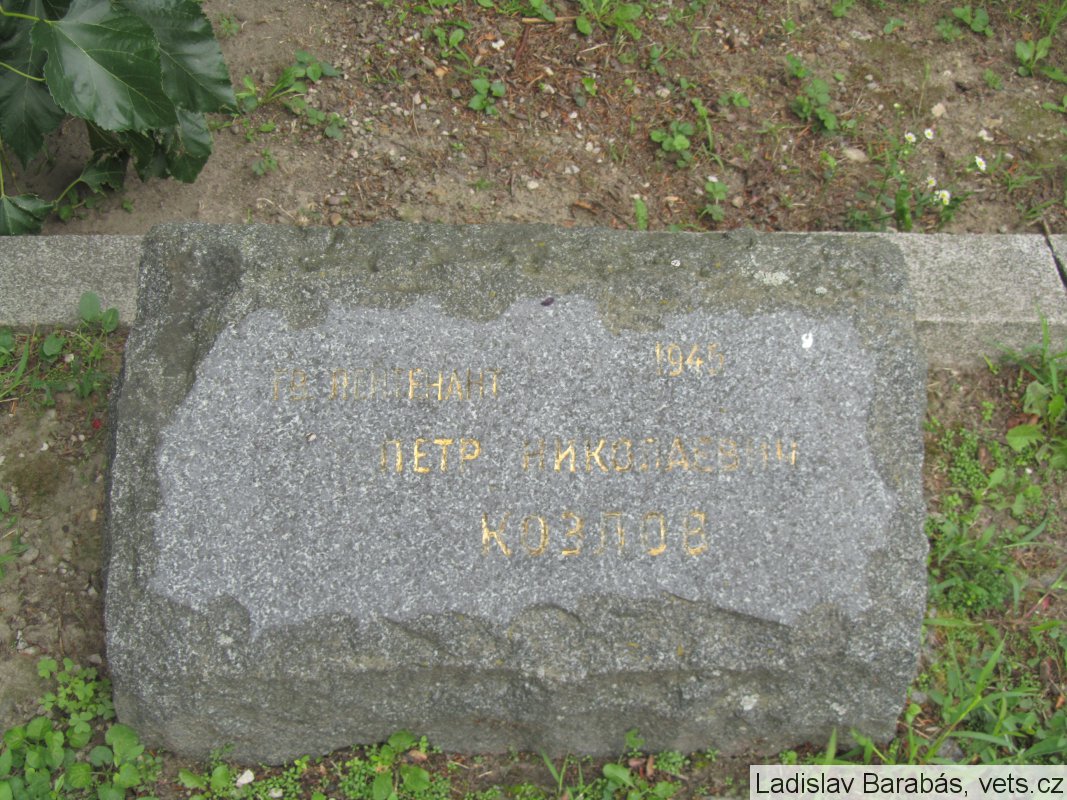 1945
ГВ. ЛЕЙТЕНАНТ
ПЕТР НИКОЛАЕВИЧ
КОЗЛОВ
Ladislav Barabás, vets.cz